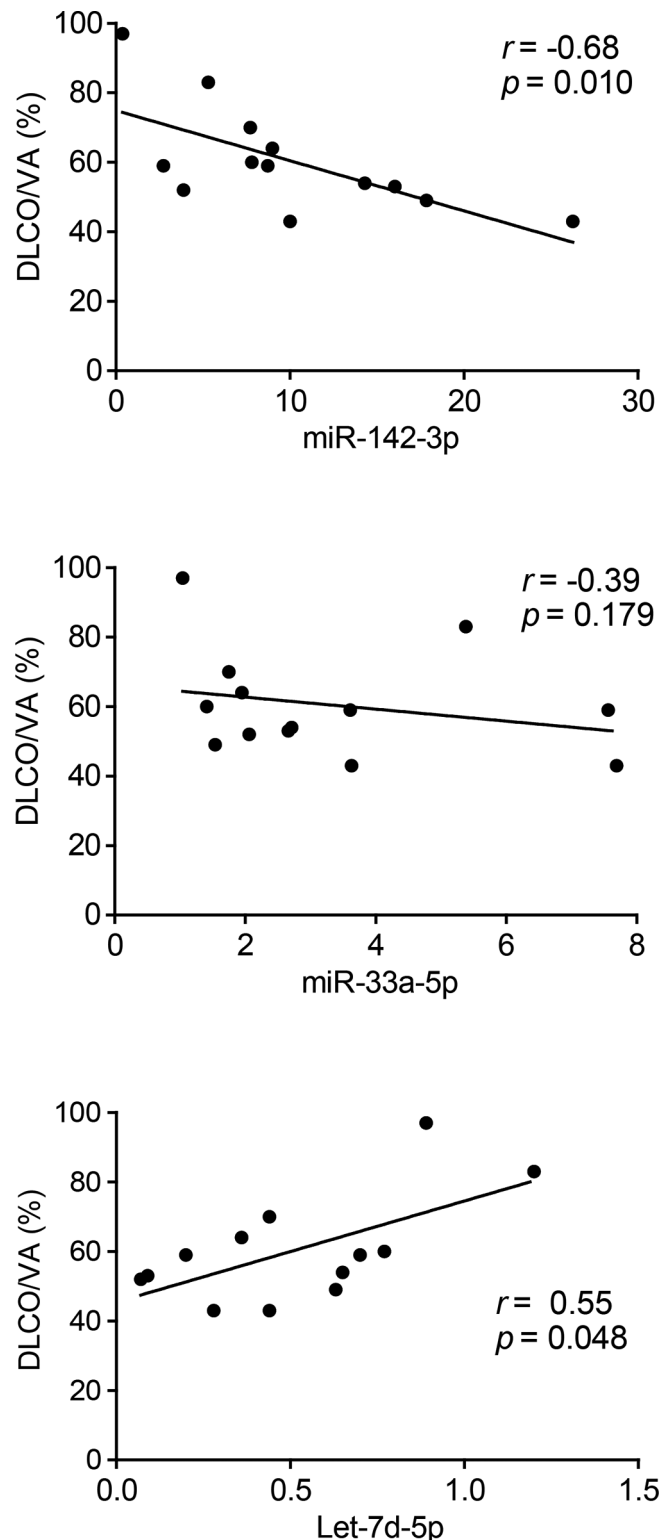 r = -0.68
p = 0.010
100
80
60
40
20
0
DLCO/VA (%)
0 10 20 30
miR-142-3p
r = -0.39
p = 0.179
100
80
60
40
20
0
DLCO/VA (%)
0 2 4 6 8
miR-33a-5p
100
80
60
40
20
0
DLCO/VA (%)
r = 0.55
p = 0.048
0.0 0.5 1.0 1.5
Let-7d-5p